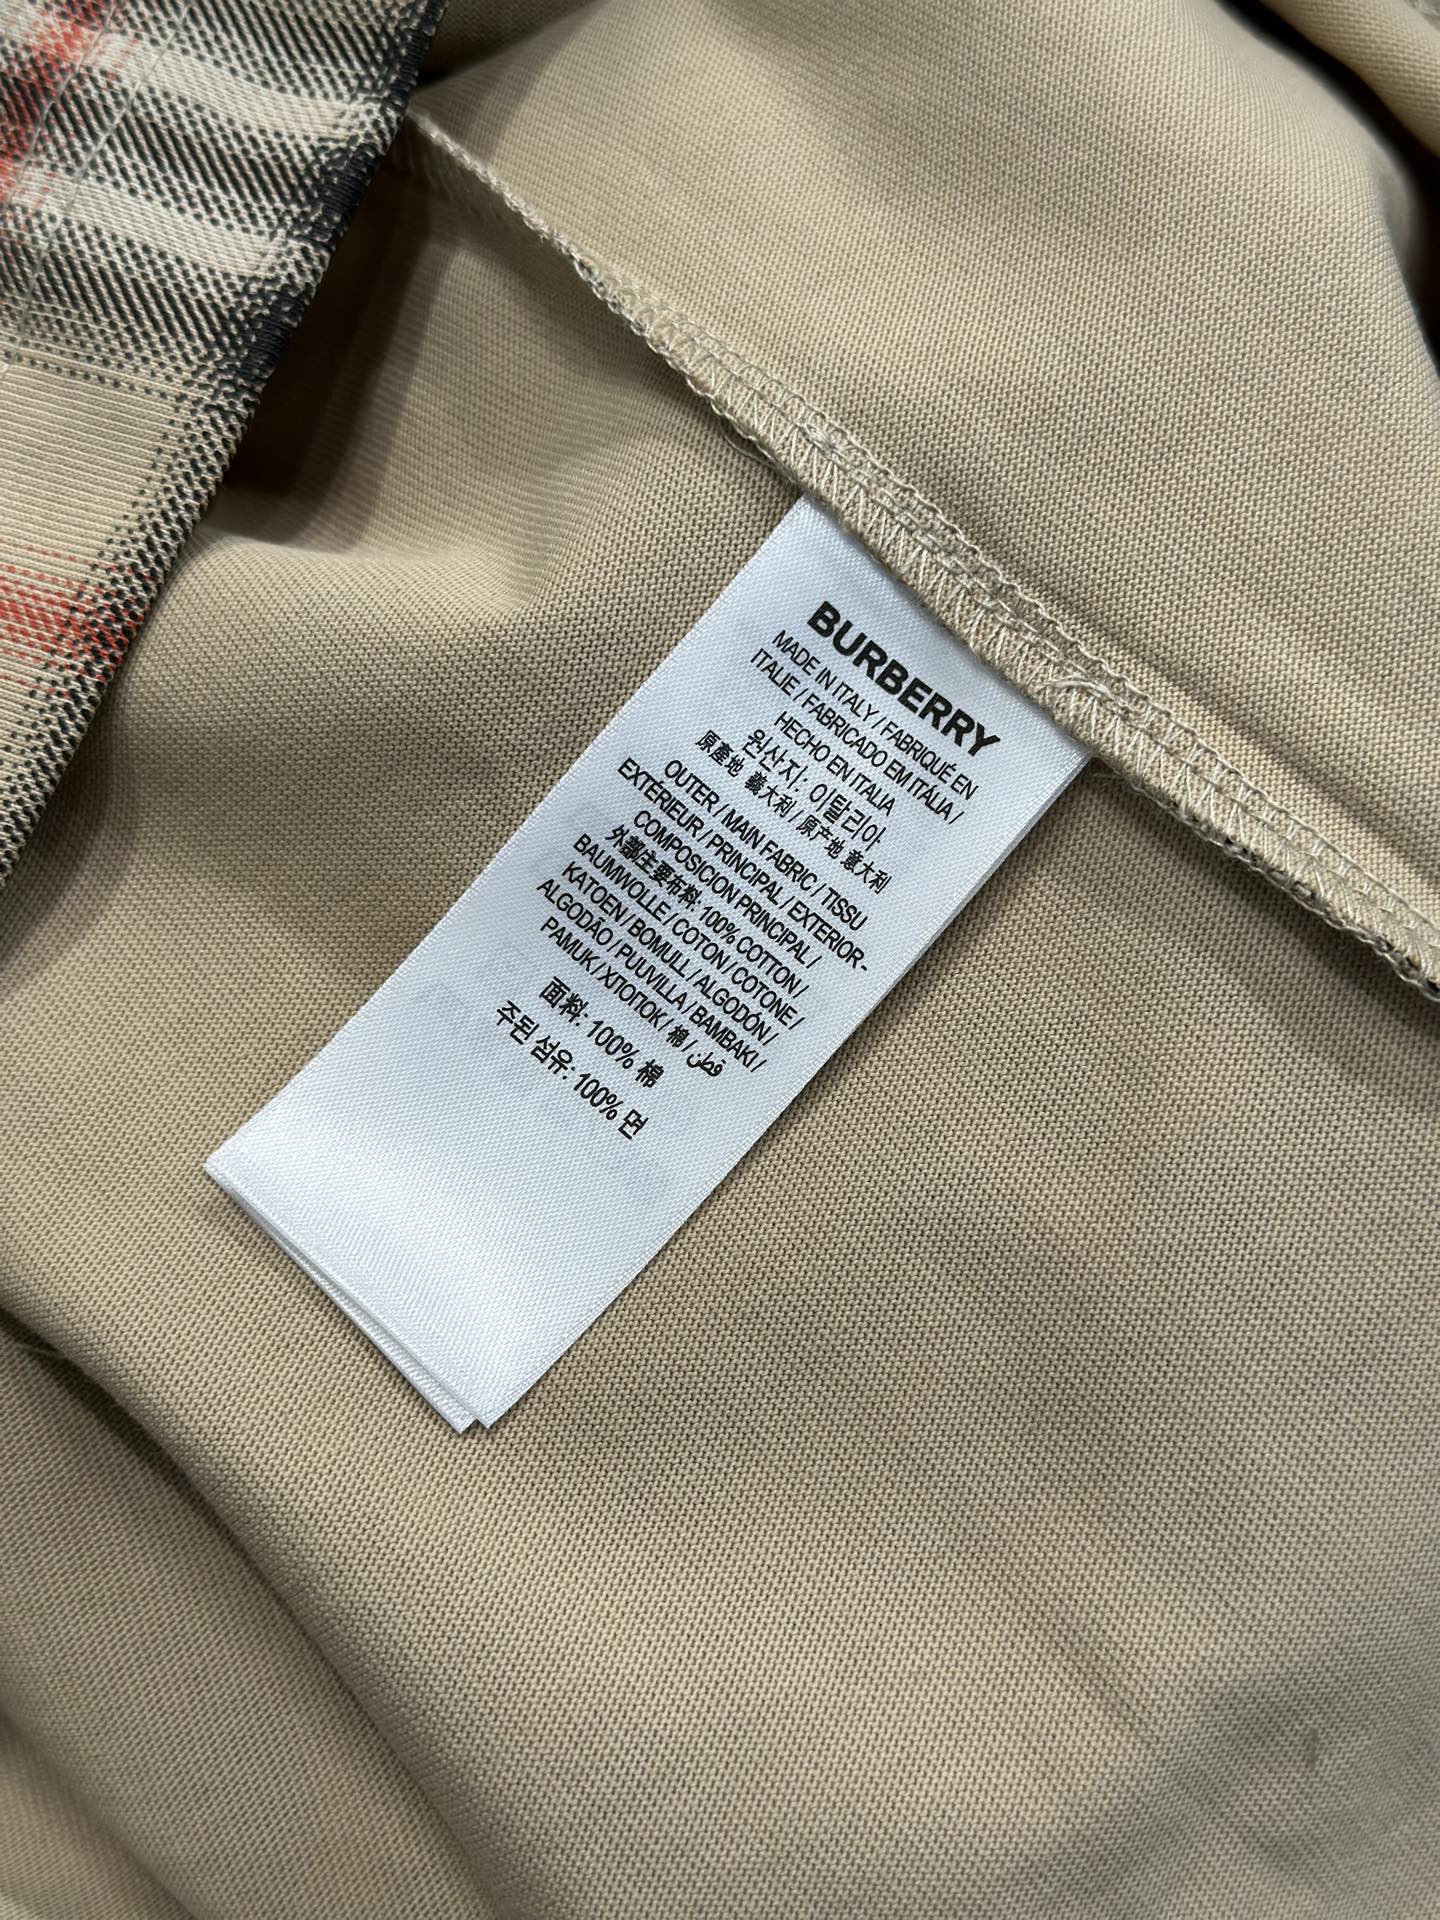 BURBERRY
MADE IN ITALY / FABRIQUÉ EN
ITALIE / FABRICADO EM ITÁLIA /
HECHO EN ITALIA
원산지: 이탈리아
原產地 義大利 / 原产地 意大利
OUTER / MAIN FABRIC / TISSU
EXTÉRIEUR / PRINCIPAL / EXTERIOR-
COMPOSICION PRINCIPAL /
外部/主要布料: 100% COTTON /
BAUMWOLLE / COTON / COTONE /
KATOEN / BOMULL / ALGODÓN /
ALGODÃO / PUUVILLA / BAMBAKI /
PAMUK / ХЛОПОК / 棉 / قطن
面料: 100% 棉
주된 섬유: 100% 면